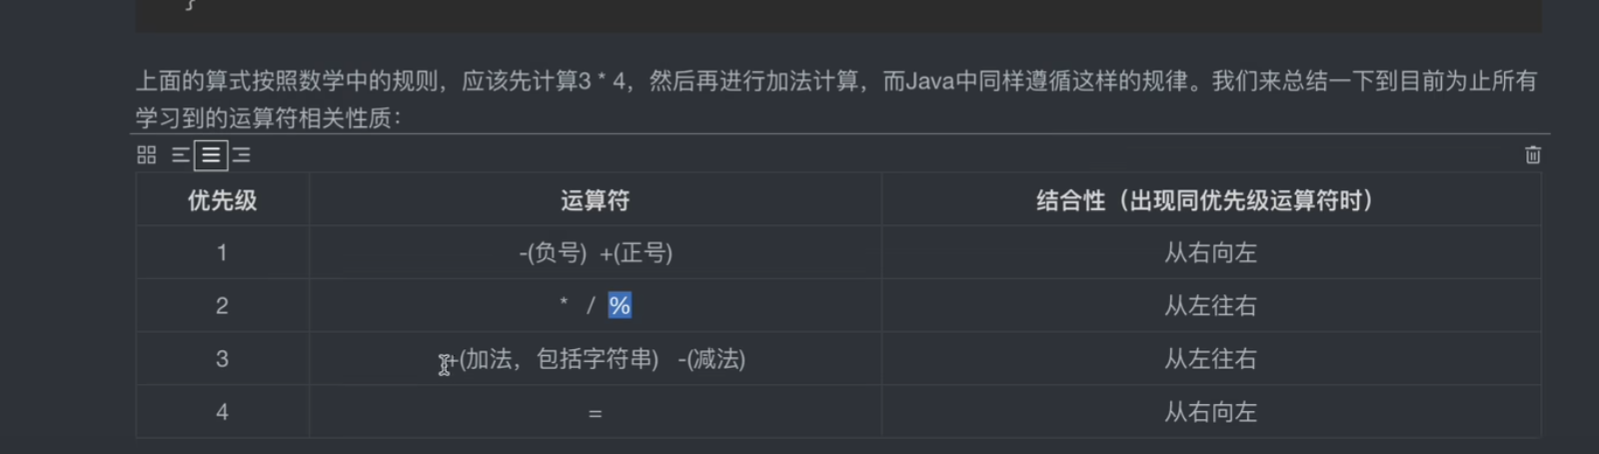 }
上面的算式按照数学中的规则，应该先计算3 * 4，然后再进行加法计算，而Java中同样遵循这样的规律。我们来总结一下到目前为止所有
学习到的运算符相关性质：
优先级 运算符 结合性（出现同优先级运算符时）
1 -(负号) +(正号) 从右向左
2 * / % 从左往右
3 +(加法，包括字符串) -(减法) 从左往右
4 = 从右向左